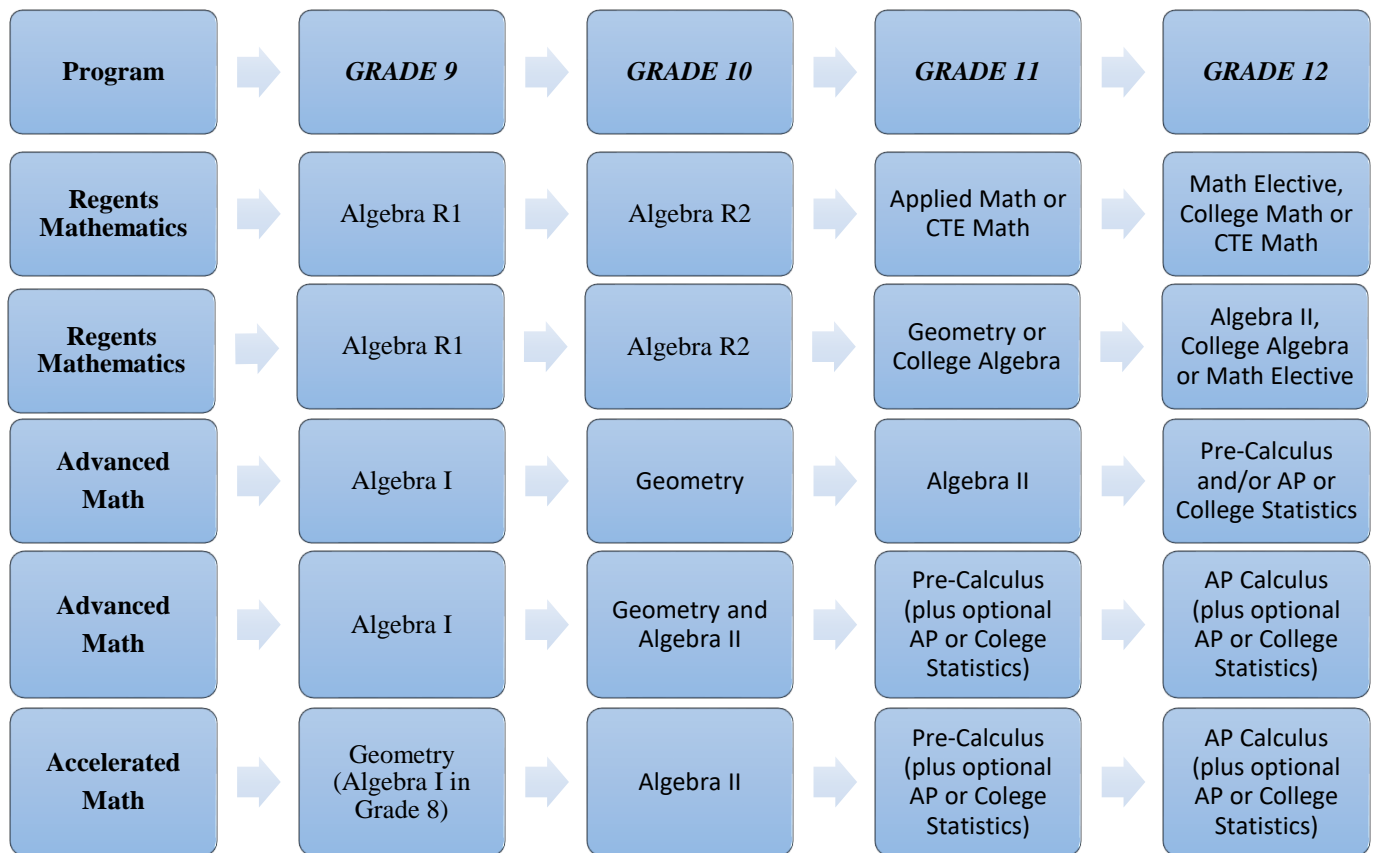 Program
GRADE 9
GRADE 10
GRADE 11
GRADE 12
Regents
Mathematics
Algebra R1
Algebra R2
Applied Math or
CTE Math
Math Elective,
College Math or
CTE Math
Regents
Mathematics
Algebra R1
Algebra R2
Geometry or
College Algebra
Algebra II,
College Algebra
or Math Elective
Advanced
Math
Algebra I
Geometry
Algebra II
Pre-Calculus
and/or AP or
College Statistics
Advanced
Math
Algebra I
Geometry and
Algebra II
Pre-Calculus
(plus optional
AP or Colege
Statistics)
AP Calculus
(plus optional
AP or College
Statistics)
Accelerated
Math
Geometry
(Algebra I in
Grade 8)
Algebra II
Pre-Calculus
(plus optional
AP or Colege
Statistics)
AP Calculus
(plus optional
AP or College
Statistics)